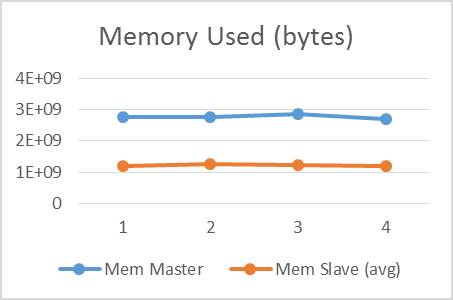 Memory Used (bytes)
4E+09
3E+09
2E+09
1E+09
0
1 2 3 4
Mem Master Mem Slave (avg)